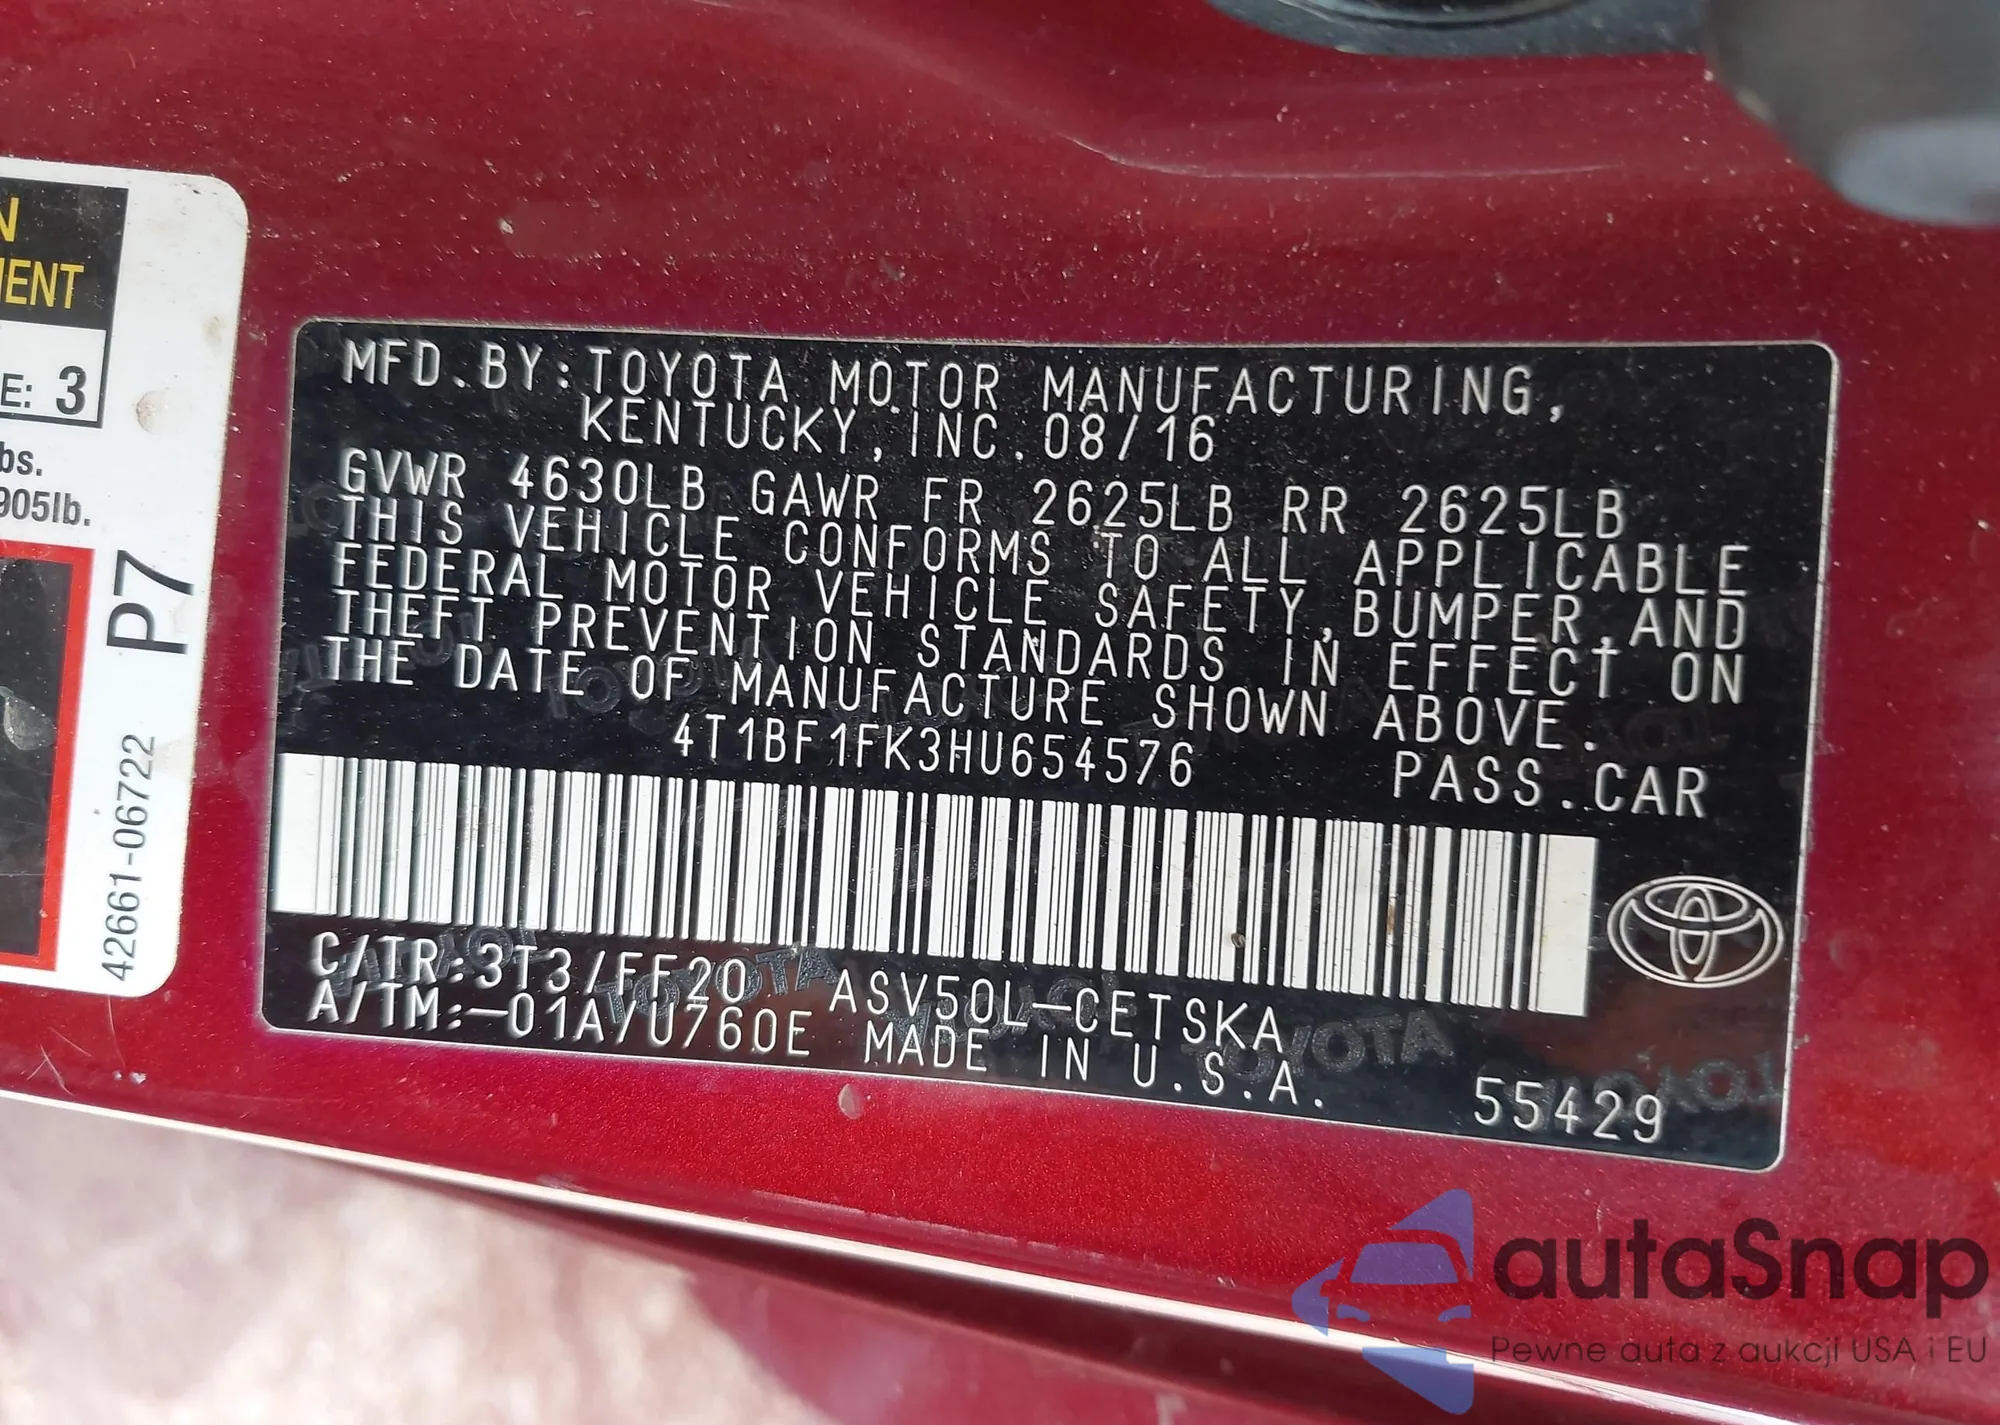 N
MENT
E: 3
bs.
905lb.
P7
42661-06722
MFD.BY:TOYOTA MOTOR MANUFACTURING,
KENTUCKY,INC.08/16
GVWR 4630LB GAWR FR 2625LB RR 2625LB
THIS VEHICLE CONFORMS TO ALL APPLICABLE
FEDERAL MOTOR VEHICLE SAFETY,BUMPER,AND
THEFT PREVENTION STANDARDS IN EFFECT ON
THE DATE OF MANUFACTURE SHOWN ABOVE.
4T1BF1FK3HU654576 PASS.CAR
C/TR:3T3/FF20 ASV50L-CETSKA
A/TM:-01A/U760E MADE IN U.S.A.
55429
autaSnap
Pewne auta z aukcji USA i EU